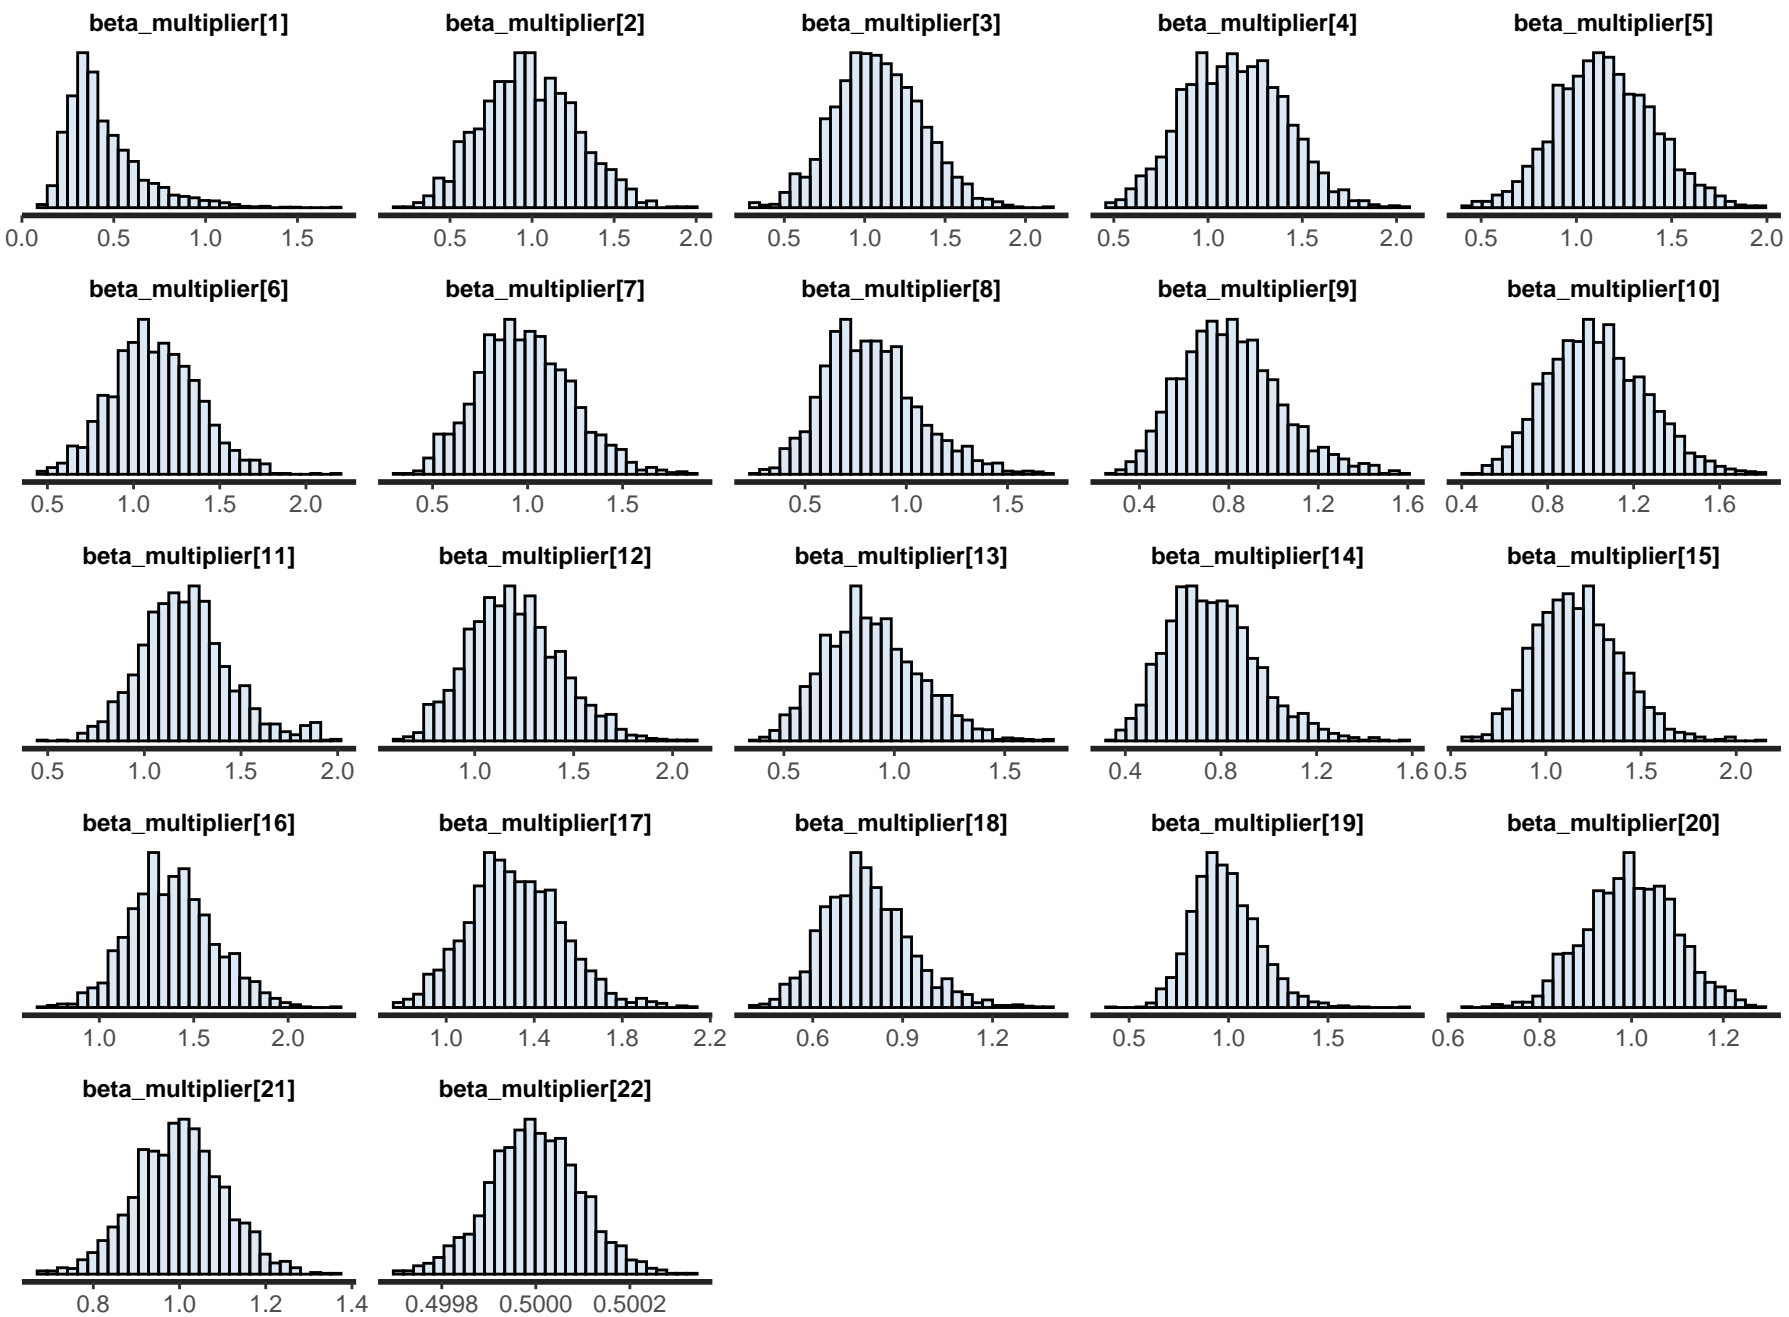 beta_multiplier[1] beta_multiplier[2] beta_multiplier[3] beta_multiplier[4] beta_multiplier[5]
0.0 0.5 1.0 1.5 0.5 1.0 1.5 2.0 0.5 1.0 1.5 2.0 0.5 1.0 1.5 2.0 0.5 1.0 1.5 2.0
beta_multiplier[6] beta_multiplier[7] beta_multiplier[8] beta_multiplier[9] beta_multiplier[10]
0.5 1.0 1.5 2.0 0.5 1.0 1.5 0.5 1.0 1.5 0.4 0.8 1.2 1.6 0.4 0.8 1.2 1.6
beta_multiplier[11] beta_multiplier[12] beta_multiplier[13] beta_multiplier[14] beta_multiplier[15]
0.5 1.0 1.5 2.0 1.0 1.5 2.0 0.5 1.0 1.5 0.4 0.8 1.2 1.6 0.5 1.0 1.5 2.0
beta_multiplier[16] beta_multiplier[17] beta_multiplier[18] beta_multiplier[19] beta_multiplier[20]
1.0 1.5 2.0 1.0 1.4 1.8 2.2 0.6 0.9 1.2 0.5 1.0 1.5 0.6 0.8 1.0 1.2
beta_multiplier[21] beta_multiplier[22]
0.8 1.0 1.2 1.4 0.4998 0.5000 0.5002